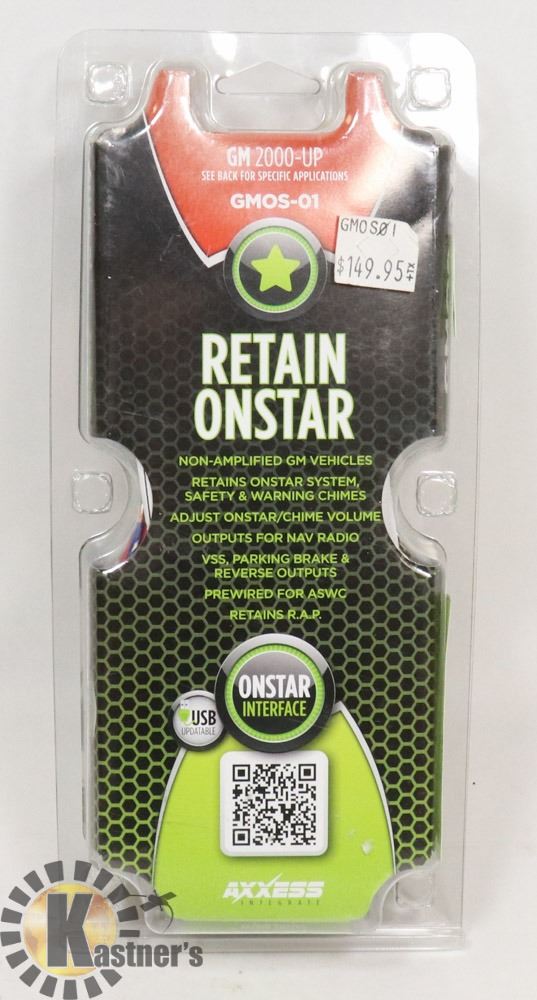 GM 2000-UP
SEE BACK FOR SPECIFIC APPLICATIONS
GMOS-01
GMOSØ1
$149.95
+TX
RETAIN
ONSTAR
NON-AMPLIFIED GM VEHICLES
RETAINS ONSTAR SYSTEM,
SAFETY & WARNING CHIMES
ADJUST ONSTAR/CHIME VOLUME
OUTPUTS FOR NAV RADIO
VSS, PARKING BRAKE &
REVERSE OUTPUTS
PREWIRED FOR ASWC
RETAINS R.A.P.
ONSTAR
INTERFACE
USB
UPDATABLE
AXXESS
INTEGRATE
Kastner's